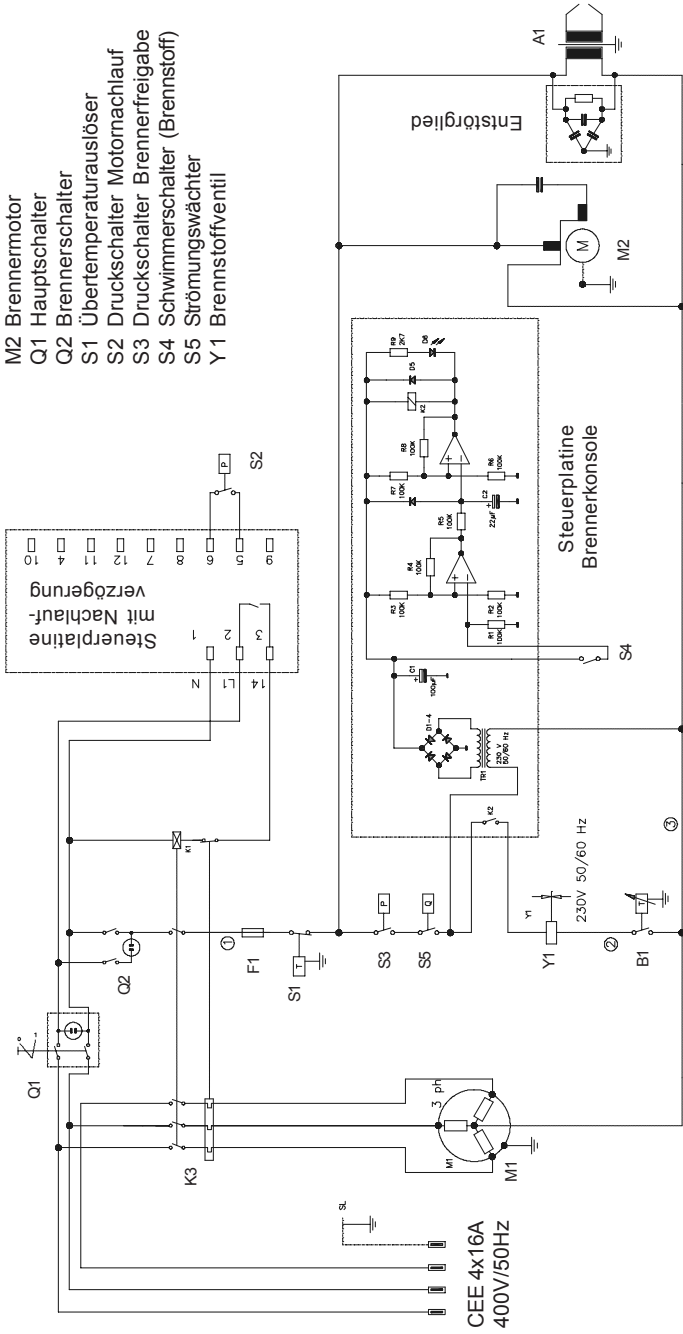 M2 Brennermotor
Q1 Hauptschalter
Q2 Brennerschalter
S1 Übertemperaturauslöser
S2 Druckschalter Motornachlauf
S3 Druckschalter Brennerfreigabe
S4 Schwimmerschalter (Brennstoff)
S5 Strömungswächter
Y1 Brennstoffventil
Steuerplatine
mit Nachlauf-
verzögerung
10
4
11
12
7
8
6
5
9
1
2
3
N
L1
14
P
S2
Q1
Q2
K1
K3
1
F1
T
S1
P
S3
Q
S5
Y1
Y1
230V 50/60 Hz
2
T
B1
3
3 ph
M1
M1
SL
CEE 4x16A
400V/50Hz
K2
TR1
230 V
50/60 Hz
D1-4
C1
+
100µF
S4
R1
100K
R2
100K
R3
100K
R4
100K
+
-
R5
100K
C2
+
22µF
R7
100K
R6
100K
R8
100K
+
-
K2
D5
R9
2K7
D6
Steuerplatine
Brennerkonsole
M
M2
Entstörglied
A1